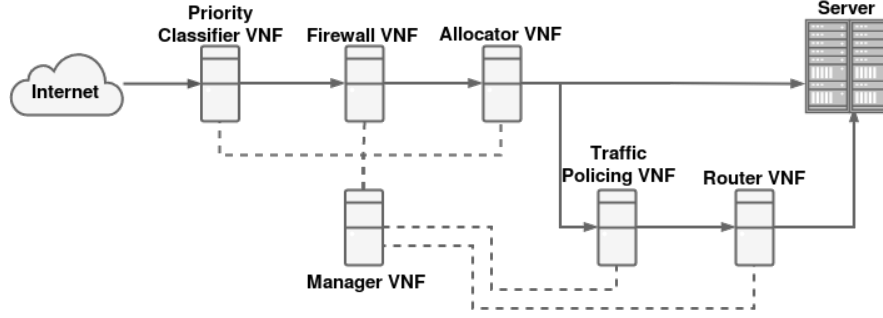 Server
Priority
Classifier VNF
Firewall VNF
Allocator VNF
Internet
Traffic
Policing VNF
Router VNF
Manager VNF